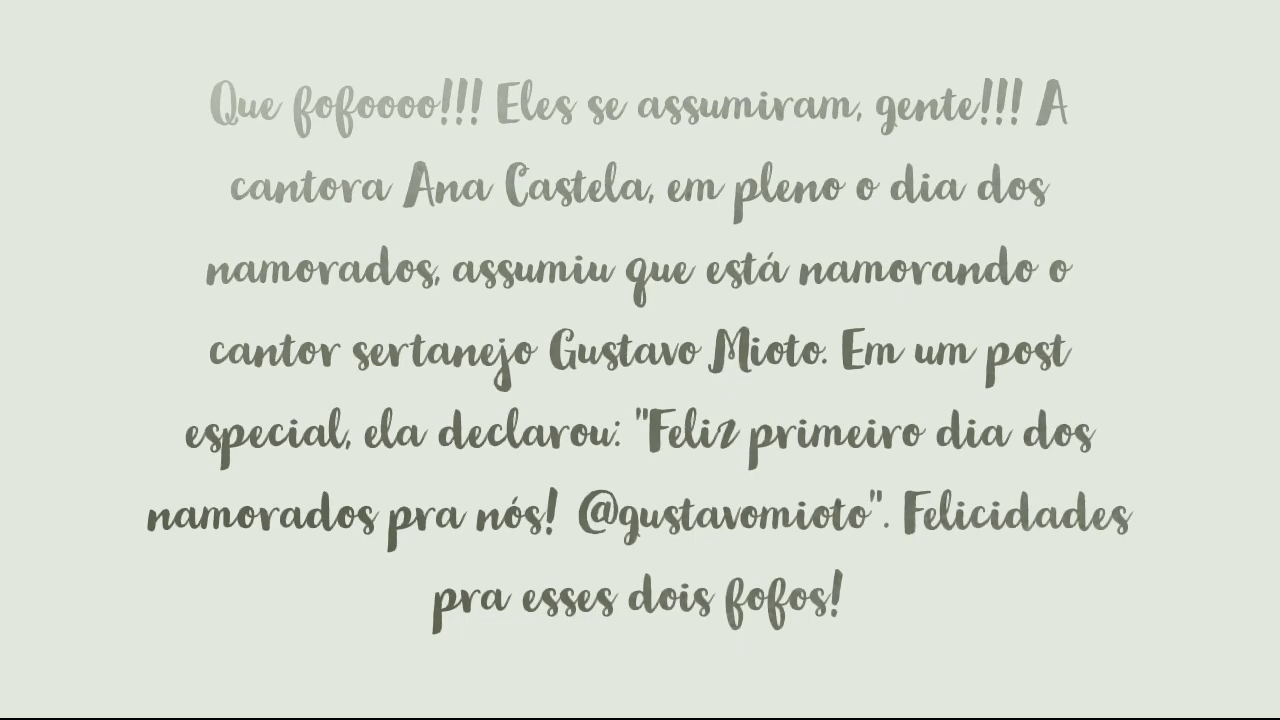 Que fofoooo!!! Eles se assumiram, gente!!! A
cantora Ana Castela, em pleno o dia dos
namorados, assumiu que está namorando o
cantor sertanejo Gustavo Mioto. Em um post
especial, ela declarou: "Feliz primeiro dia dos
namorados pra nós! @gustavomioto". Felicidades
pra esses dois fofos!